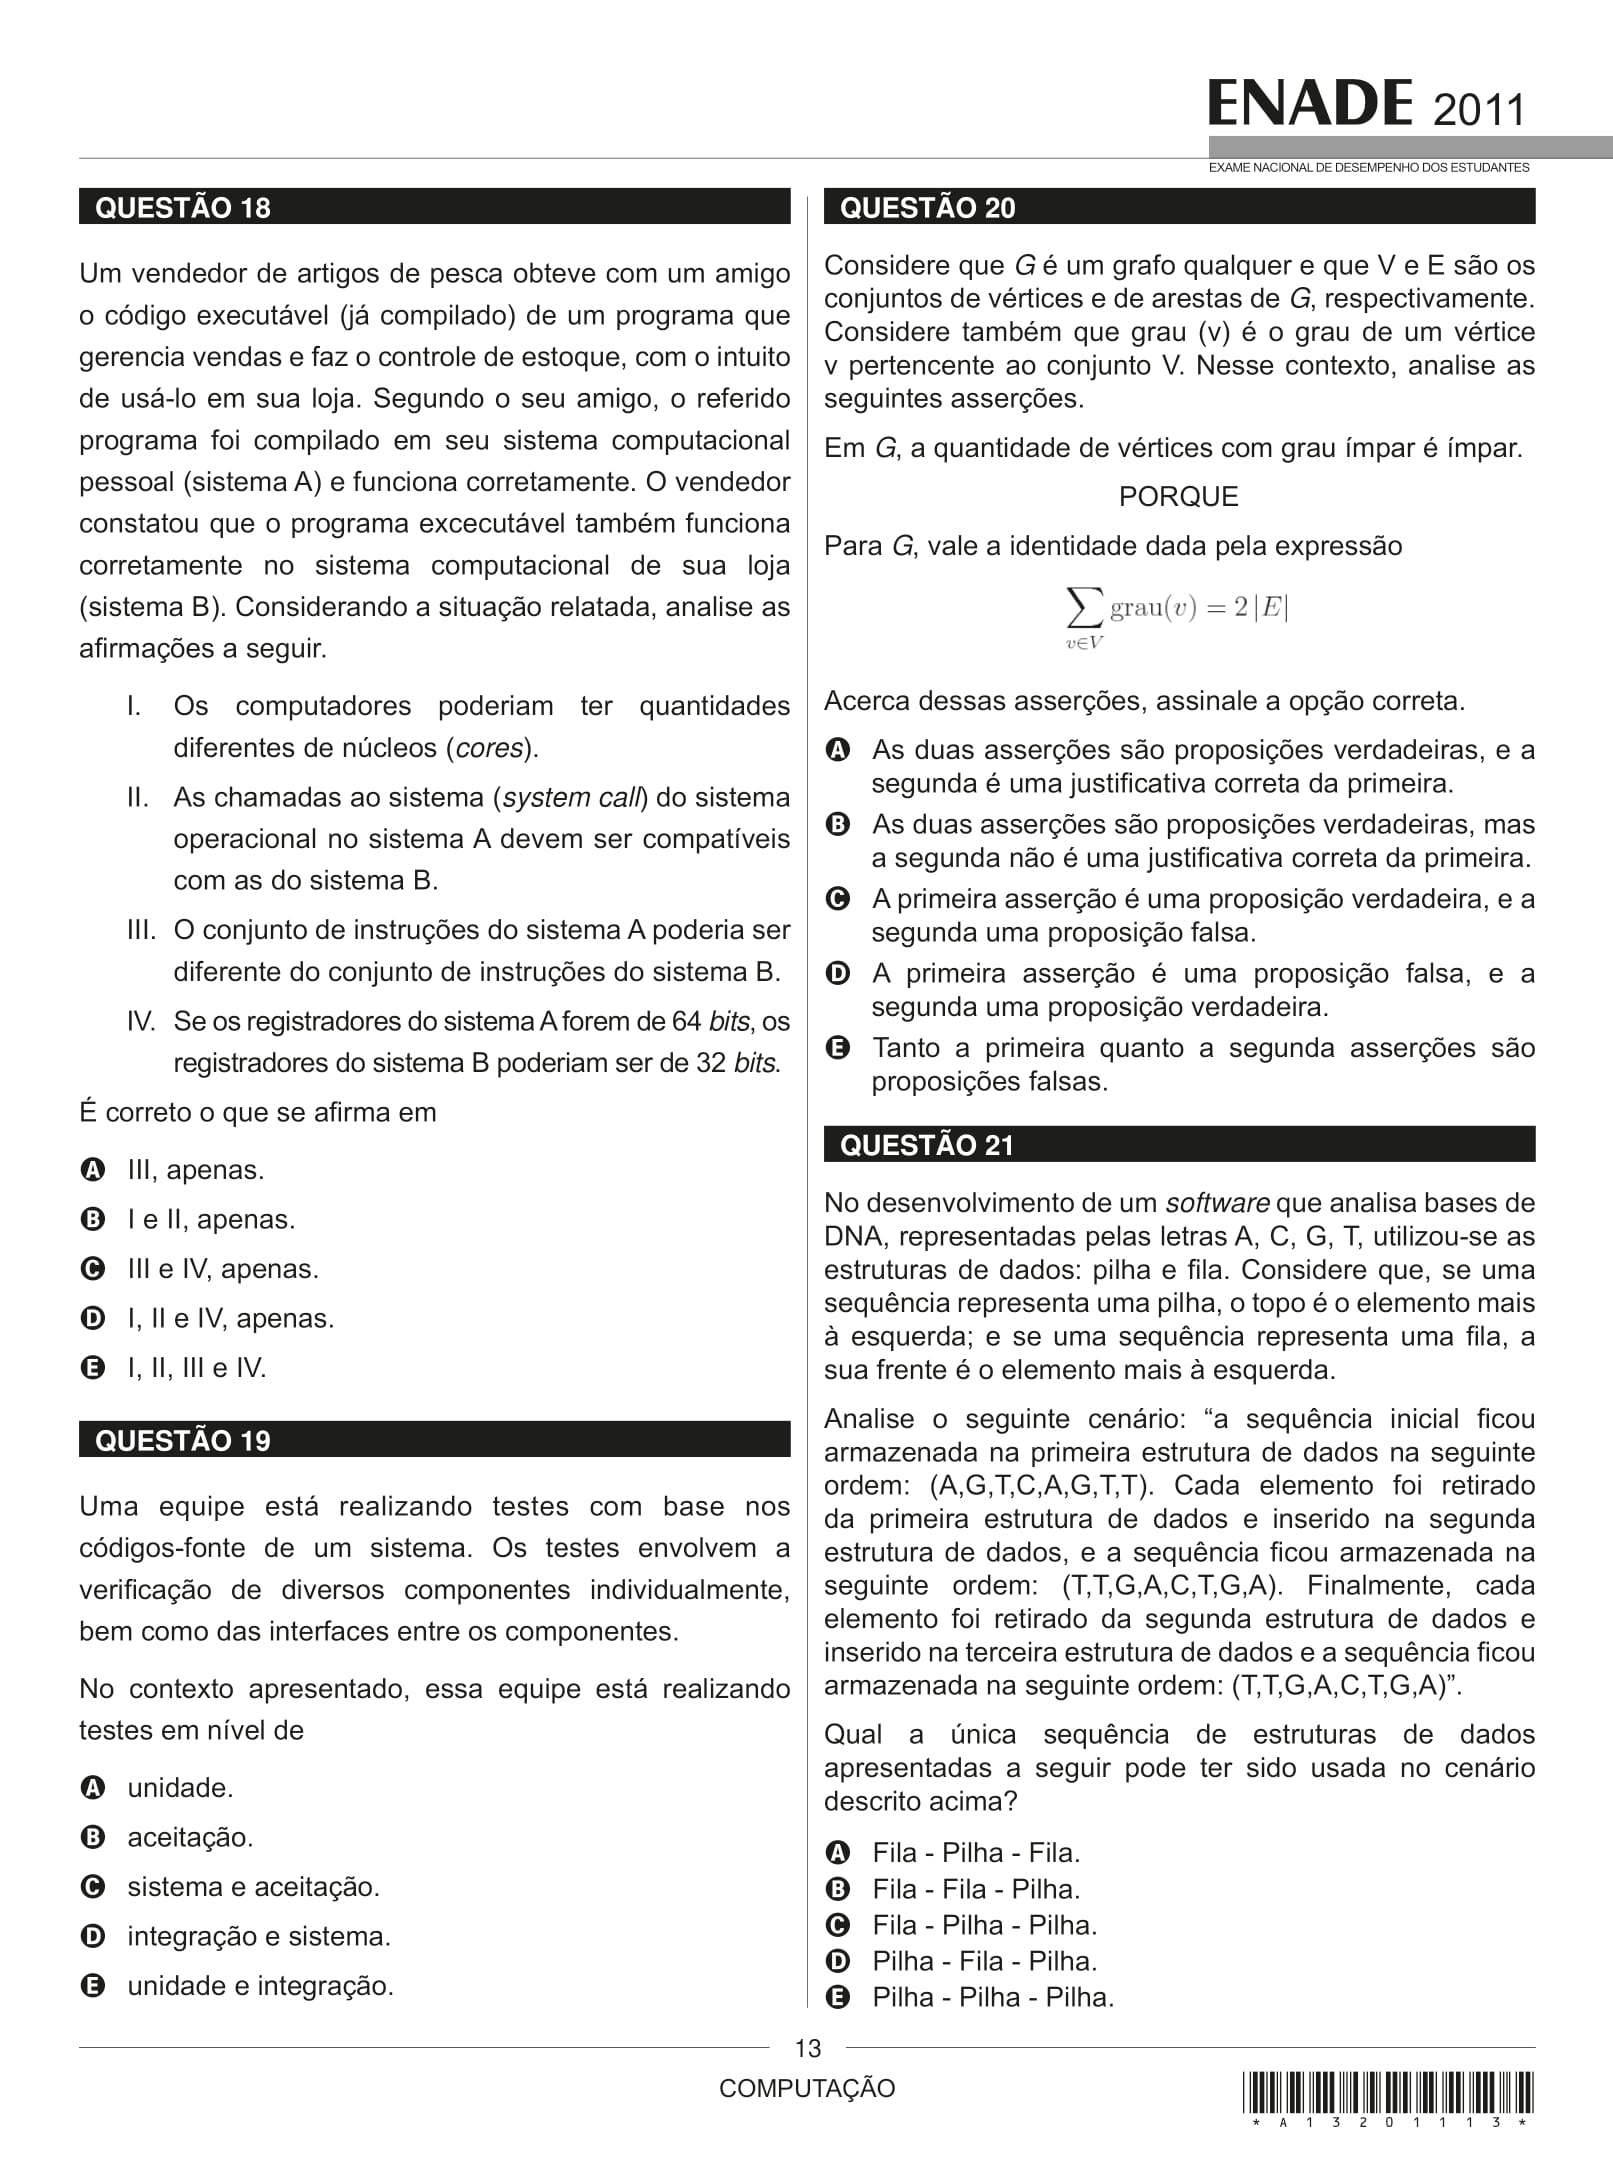 ENADE 2011
EXAME NACIONAL DE DESEMPENHO DOS ESTUDANTES
QUESTÃO 18
Um vendedor de artigos de pesca obteve com um amigo
o código executável (já compilado) de um programa que
gerencia vendas e faz o controle de estoque, com o intuito
de usá-lo em sua loja. Segundo o seu amigo, o referido
programa foi compilado em seu sistema computacional
pessoal (sistema A) e funciona corretamente. O vendedor
constatou que o programa excecutável também funciona
corretamente no sistema computacional de sua loja
(sistema B). Considerando a situação relatada, analise as
afirmações a seguir.
I. Os computadores poderiam ter quantidades
diferentes de núcleos (cores).
II. As chamadas ao sistema (system call) do sistema
operacional no sistema A devem ser compatíveis
com as do sistema B.
III. O conjunto de instruções do sistema A poderia ser
diferente do conjunto de instruções do sistema B.
IV. Se os registradores do sistema A forem de 64 bits, os
registradores do sistema B poderiam ser de 32 bits.
É correto o que se afirma em
A III, apenas.
B I e II, apenas.
C III e IV, apenas.
D I, II e IV, apenas.
E I, II, III e IV.
QUESTÃO 19
Uma equipe está realizando testes com base nos
códigos-fonte de um sistema. Os testes envolvem a
verificação de diversos componentes individualmente,
bem como das interfaces entre os componentes.
No contexto apresentado, essa equipe está realizando
testes em nível de
A unidade.
B aceitação.
C sistema e aceitação.
D integração e sistema.
E unidade e integração.
QUESTÃO 20
Considere que G é um grafo qualquer e que V e E são os
conjuntos de vértices e de arestas de G, respectivamente.
Considere também que grau (v) é o grau de um vértice
v pertencente ao conjunto V. Nesse contexto, analise as
seguintes asserções.
Em G, a quantidade de vértices com grau ímpar é ímpar.
PORQUE
Para G, vale a identidade dada pela expressão
∑ grau(v) = 2 |E|
v∈V
Acerca dessas asserções, assinale a opção correta.
A As duas asserções são proposições verdadeiras, e a
segunda é uma justificativa correta da primeira.
B As duas asserções são proposições verdadeiras, mas
a segunda não é uma justificativa correta da primeira.
C A primeira asserção é uma proposição verdadeira, e a
segunda uma proposição falsa.
D A primeira asserção é uma proposição falsa, e a
segunda uma proposição verdadeira.
E Tanto a primeira quanto a segunda asserções são
proposições falsas.
QUESTÃO 21
No desenvolvimento de um software que analisa bases de
DNA, representadas pelas letras A, C, G, T, utilizou-se as
estruturas de dados: pilha e fila. Considere que, se uma
sequência representa uma pilha, o topo é o elemento mais
à esquerda; e se uma sequência representa uma fila, a
sua frente é o elemento mais à esquerda.
Analise o seguinte cenário: “a sequência inicial ficou
armazenada na primeira estrutura de dados na seguinte
ordem: (A,G,T,C,A,G,T,T). Cada elemento foi retirado
da primeira estrutura de dados e inserido na segunda
estrutura de dados, e a sequência ficou armazenada na
seguinte ordem: (T,T,G,A,C,T,G,A). Finalmente, cada
elemento foi retirado da segunda estrutura de dados e
inserido na terceira estrutura de dados e a sequência ficou
armazenada na seguinte ordem: (T,T,G,A,C,T,G,A)”.
Qual a única sequência de estruturas de dados
apresentadas a seguir pode ter sido usada no cenário
descrito acima?
A Fila - Pilha - Fila.
B Fila - Fila - Pilha.
C Fila - Pilha - Pilha.
D Pilha - Fila - Pilha.
E Pilha - Pilha - Pilha.
13
COMPUTAÇÃO
* A 1 3 2 0 1 1 1 3 *